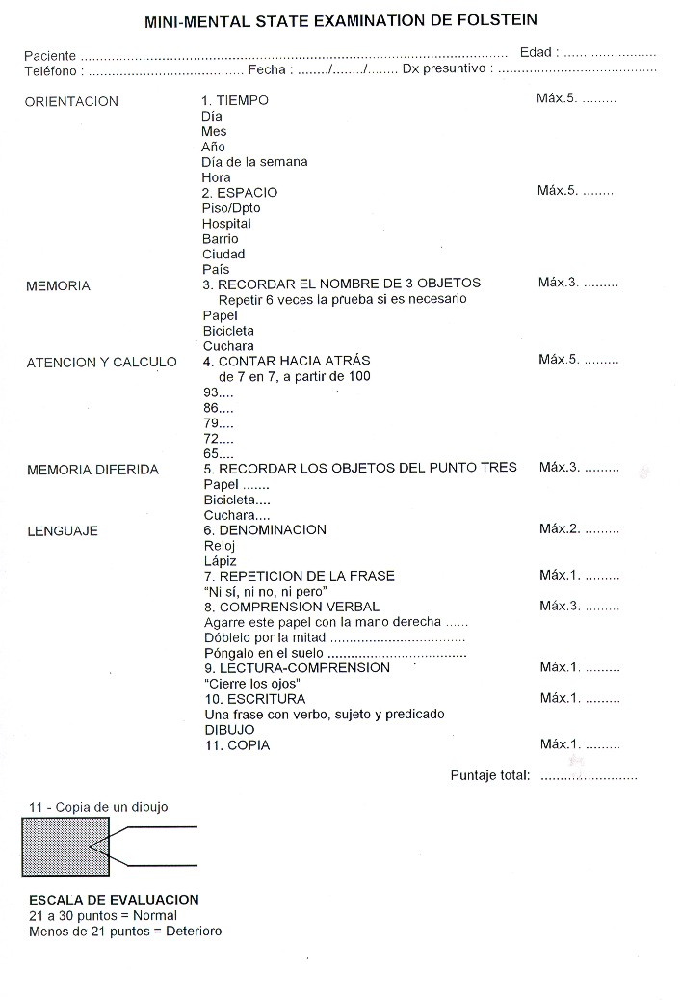 MINI-MENTAL STATE EXAMINATION DE FOLSTEIN
Paciente .............................................................................................................. Edad : ........................
Teléfono : ........................................ Fecha : ......../......../........ Dx presuntivo : .........................................
ORIENTACION 1. TIEMPO Máx.5. .........
Día
Mes
Año
Día de la semana
Hora
2. ESPACIO Máx.5. .........
Piso/Dpto
Hospital
Barrio
Ciudad
País
MEMORIA 3. RECORDAR EL NOMBRE DE 3 OBJETOS Máx.3. .........
Repetir 6 veces la prueba si es necesario
Papel
Bicicleta
Cuchara
ATENCION Y CALCULO 4. CONTAR HACIA ATRÁS Máx.5. .........
de 7 en 7, a partir de 100
93....
86....
79....
72....
65....
MEMORIA DIFERIDA 5. RECORDAR LOS OBJETOS DEL PUNTO TRES Máx.3. .........
Papel .......
Bicicleta....
Cuchara....
LENGUAJE 6. DENOMINACION Máx.2. .........
Reloj
Lápiz
7. REPETICION DE LA FRASE Máx.1. .........
“Ni sí, ni no, ni pero”
8. COMPRENSION VERBAL Máx.3. .........
Agarre este papel con la mano derecha ......
Dóblelo por la mitad ...................................
Póngalo en el suelo ....................................
9. LECTURA-COMPRENSION Máx.1. .........
“Cierre los ojos”
10. ESCRITURA Máx.1. .........
Una frase con verbo, sujeto y predicado
DIBUJO
11. COPIA Máx.1. .........
Puntaje total: .........................
11 - Copia de un dibujo
ESCALA DE EVALUACION
21 a 30 puntos = Normal
Menos de 21 puntos = Deterioro